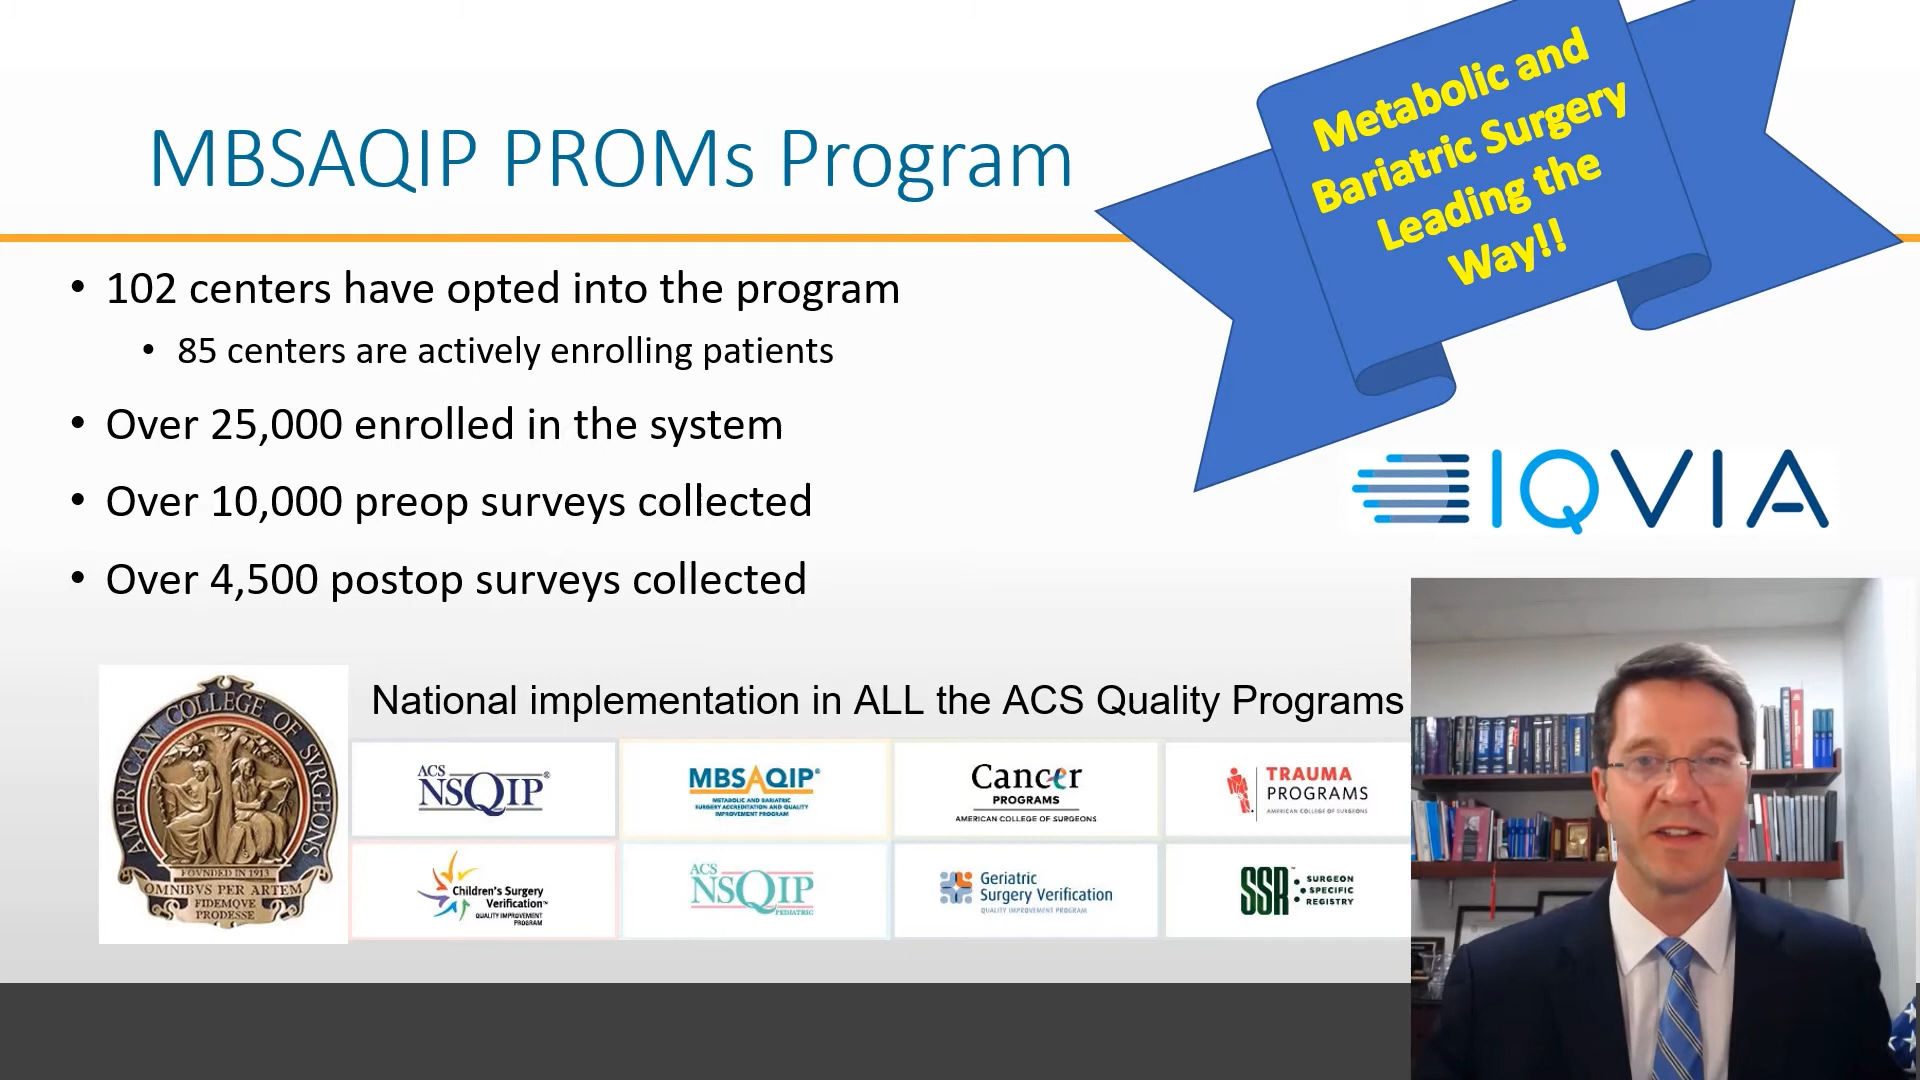 MBSAQIP PROMs Program
Metabolic and
Bariatric Surgery
Leading the
Way!!
• 102 centers have opted into the program
• 85 centers are actively enrolling patients
• Over 25,000 enrolled in the system
• Over 10,000 preop surveys collected
• Over 4,500 postop surveys collected
IQVIA
National implementation in ALL the ACS Quality Programs
AMERICAN COLLEGE OF SVRGEONS
FOVNDED IN 1913
OMNIBVS PER ARTEM
FIDEMQVE
PRODESSE
ACS
NSQIP®
MBSAQIP®
METABOLIC AND BARIATRIC
SURGERY ACCREDITATION AND QUALITY
IMPROVEMENT PROGRAM
Cancer
PROGRAMS
AMERICAN COLLEGE OF SURGEONS
TRAUMA
PROGRAMS
AMERICAN COLLEGE OF SURGEONS
Children's Surgery
Verification™
QUALITY IMPROVEMENT
PROGRAM
ACS
NSQIP
PEDIATRIC
Geriatric
Surgery Verification
QUALITY IMPROVEMENT PROGRAM
SSR™
SURGEON
SPECIFIC
REGISTRY